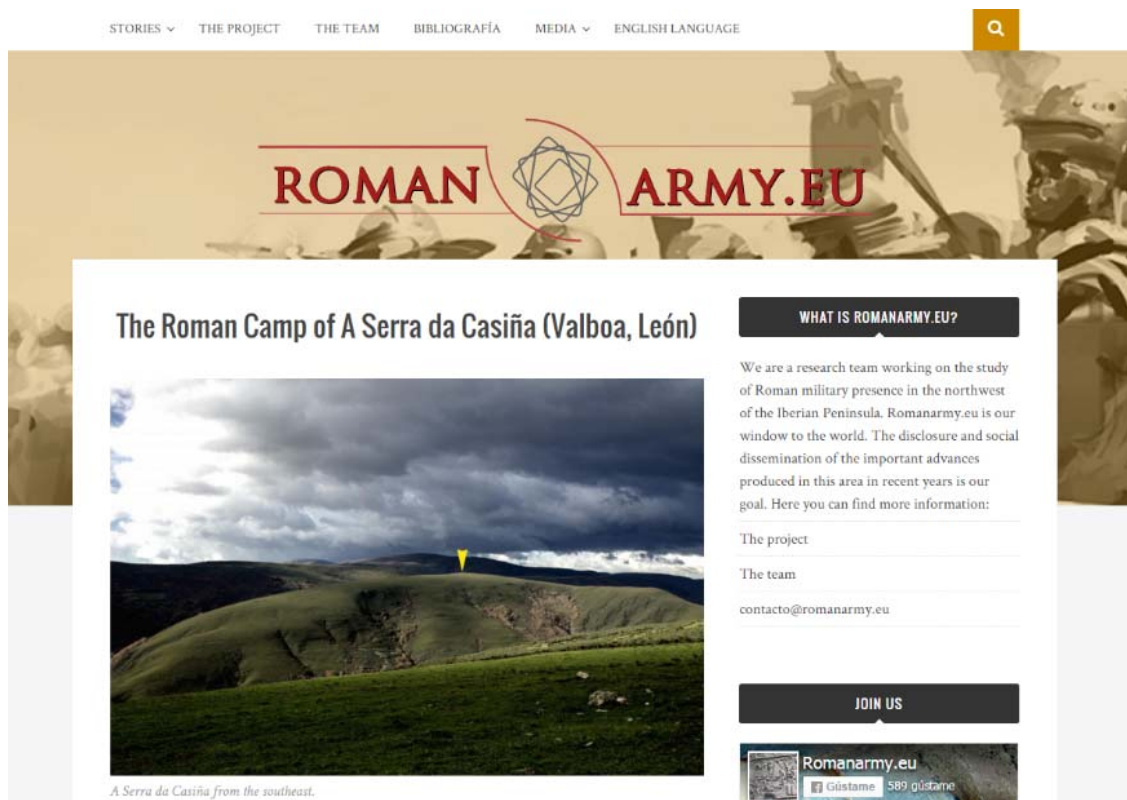 STORIES THE PROJECT THE TEAM BIBLIOGRAFÍA MEDIA ENGLISH LANGUAGE
ROMAN ARMY.EU
The Roman Camp of A Serra da Casiña (Valboa, León)
A Serra da Casiña from the southeast.
WHAT IS ROMANARMY.EU?
We are a research team working on the study
of Roman military presence in the northwest
of the Iberian Peninsula. Romanarmy.eu is our
window to the world. The disclosure and social
dissemination of the important advances
produced in this area in recent years is our
goal. Here you can find more information:
The project
The team
contacto@romanarmy.eu
JOIN US
Romanarmy.eu
Gústame 589 gústame